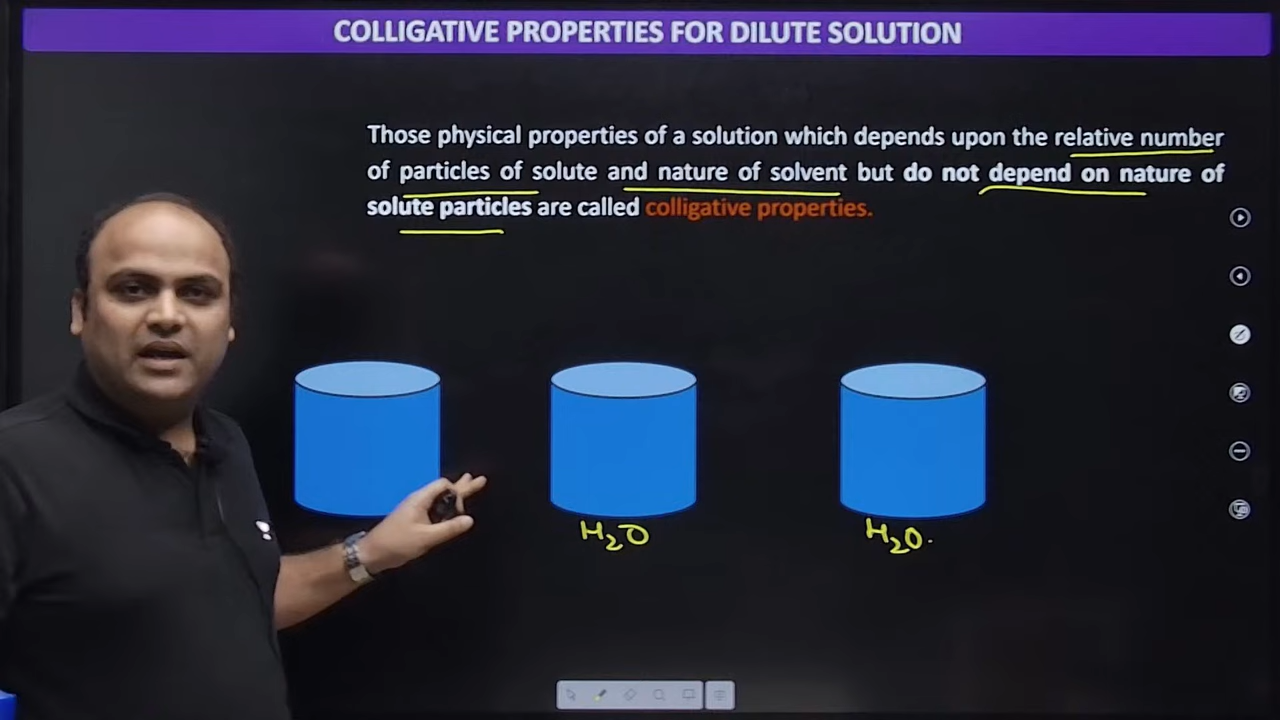 COLLIGATIVE PROPERTIES FOR DILUTE SOLUTION
Those physical properties of a solution which depends upon the relative number
of particles of solute and nature of solvent but do not depend on nature of
solute particles are called colligative properties.
H₂O
H₂O.